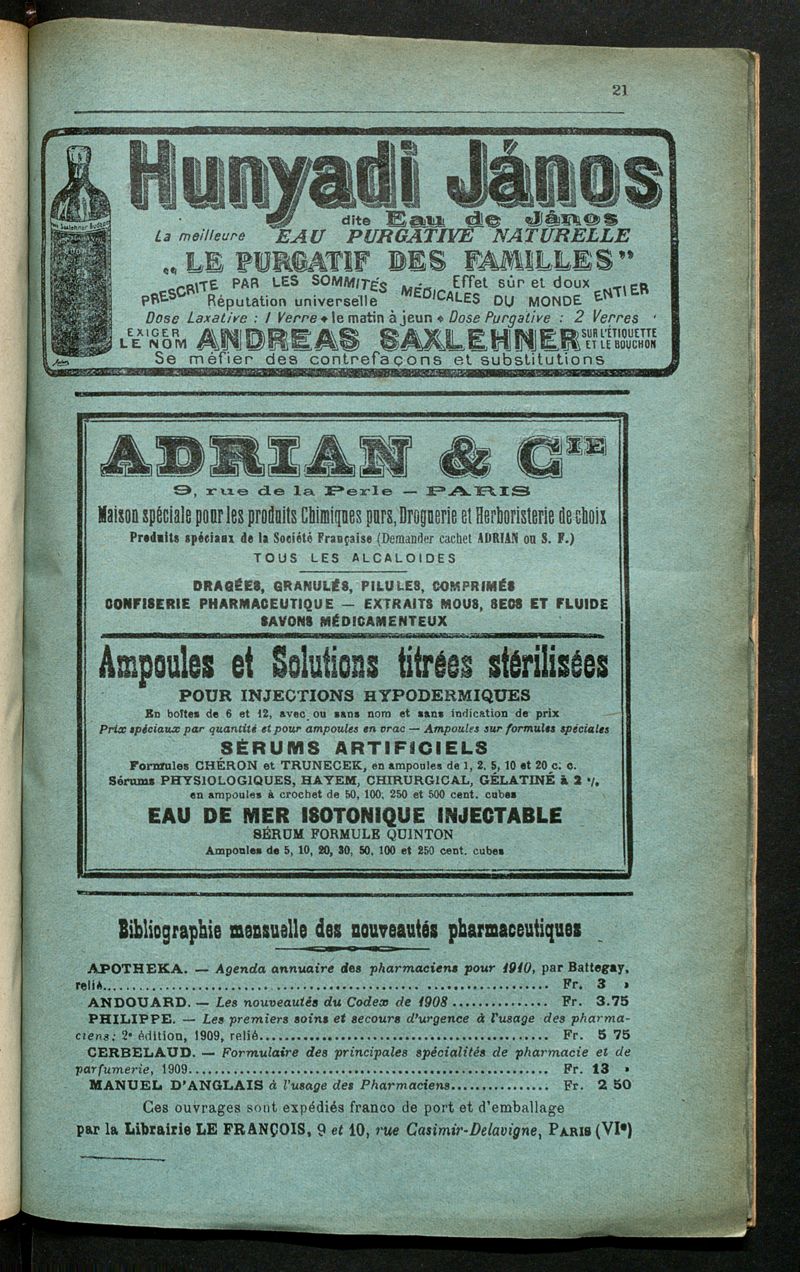 21
Saxlehner Budapest
Hunyadi János
dite Eau de János
La meilleure EAU PURGATIVE NATURELLE
„ LE PURGATIF DES FAMILLES”
PRESCRITE PAR LES SOMMITÉS MÉDICALES DU MONDE ENTIER
Effet sûr et doux
Réputation universelle
Dose Laxative : 1 Verre • le matin à jeun • Dose Purgative : 2 Verres
EXIGER LE NOM ANDREAS SAXLEHNER SUR L'ÉTIQUETTE ET LE BOUCHON
Se méfier des contrefaçons et substitutions
ADRIAN & CIE
9, rue de la Perle — PARIS
Maison spéciale pour les produits Chimiques purs, Droguerie et Herboristerie de choix
Produits spéciaux de la Société Française (Demander cachet ADRIAN ou S. F.)
TOUS LES ALCALOIDES
DRAGÉES, GRANULÉS, PILULES, COMPRIMÉS
CONFISERIE PHARMACEUTIQUE — EXTRAITS MOUS, SECS ET FLUIDE
SAVONS MÉDICAMENTEUX
Ampoules et Solutions titrées stérilisées
POUR INJECTIONS HYPODERMIQUES
En boîtes de 6 et 12, avec ou sans nom et sans indication de prix
Prix spéciaux par quantité et pour ampoules en vrac — Ampoules sur formules spéciales
SÉRUMS ARTIFICIELS
Formules CHÉRON et TRUNECEK, en ampoules de 1, 2, 5, 10 et 20 c. c.
Sérums PHYSIOLOGIQUES, HAYEM, CHIRURGICAL, GÉLATINÉ à 2 %
en ampoules à crochet de 50, 100, 250 et 500 cent. cubes
EAU DE MER ISOTONIQUE INJECTABLE
SÉRUM FORMULE QUINTON
Ampoules de 5, 10, 20, 30, 50, 100 et 250 cent. cubes
Bibliographie mensuelle des nouveautés pharmaceutiques
APOTHEKA. — Agenda annuaire des pharmaciens pour 1910, par Battegay,
relié.......... Fr. 3 »
ANDOUARD. — Les nouveautés du Codex de 1908 .......... Fr. 3.75
PHILIPPE. — Les premiers soins et secours d'urgence à l'usage des pharma-
ciens; 2e édition, 1909, relié.......... Fr. 5 75
CERBELAUD. — Formulaire des principales spécialités de pharmacie et de
parfumerie, 1909.......... Fr. 13 »
MANUEL D'ANGLAIS à l'usage des Pharmaciens.......... Fr. 2 50
Ces ouvrages sont expédiés franco de port et d'emballage
par la Librairie LE FRANÇOIS, 9 et 10, rue Casimir-Delavigne, PARIS (VIe)